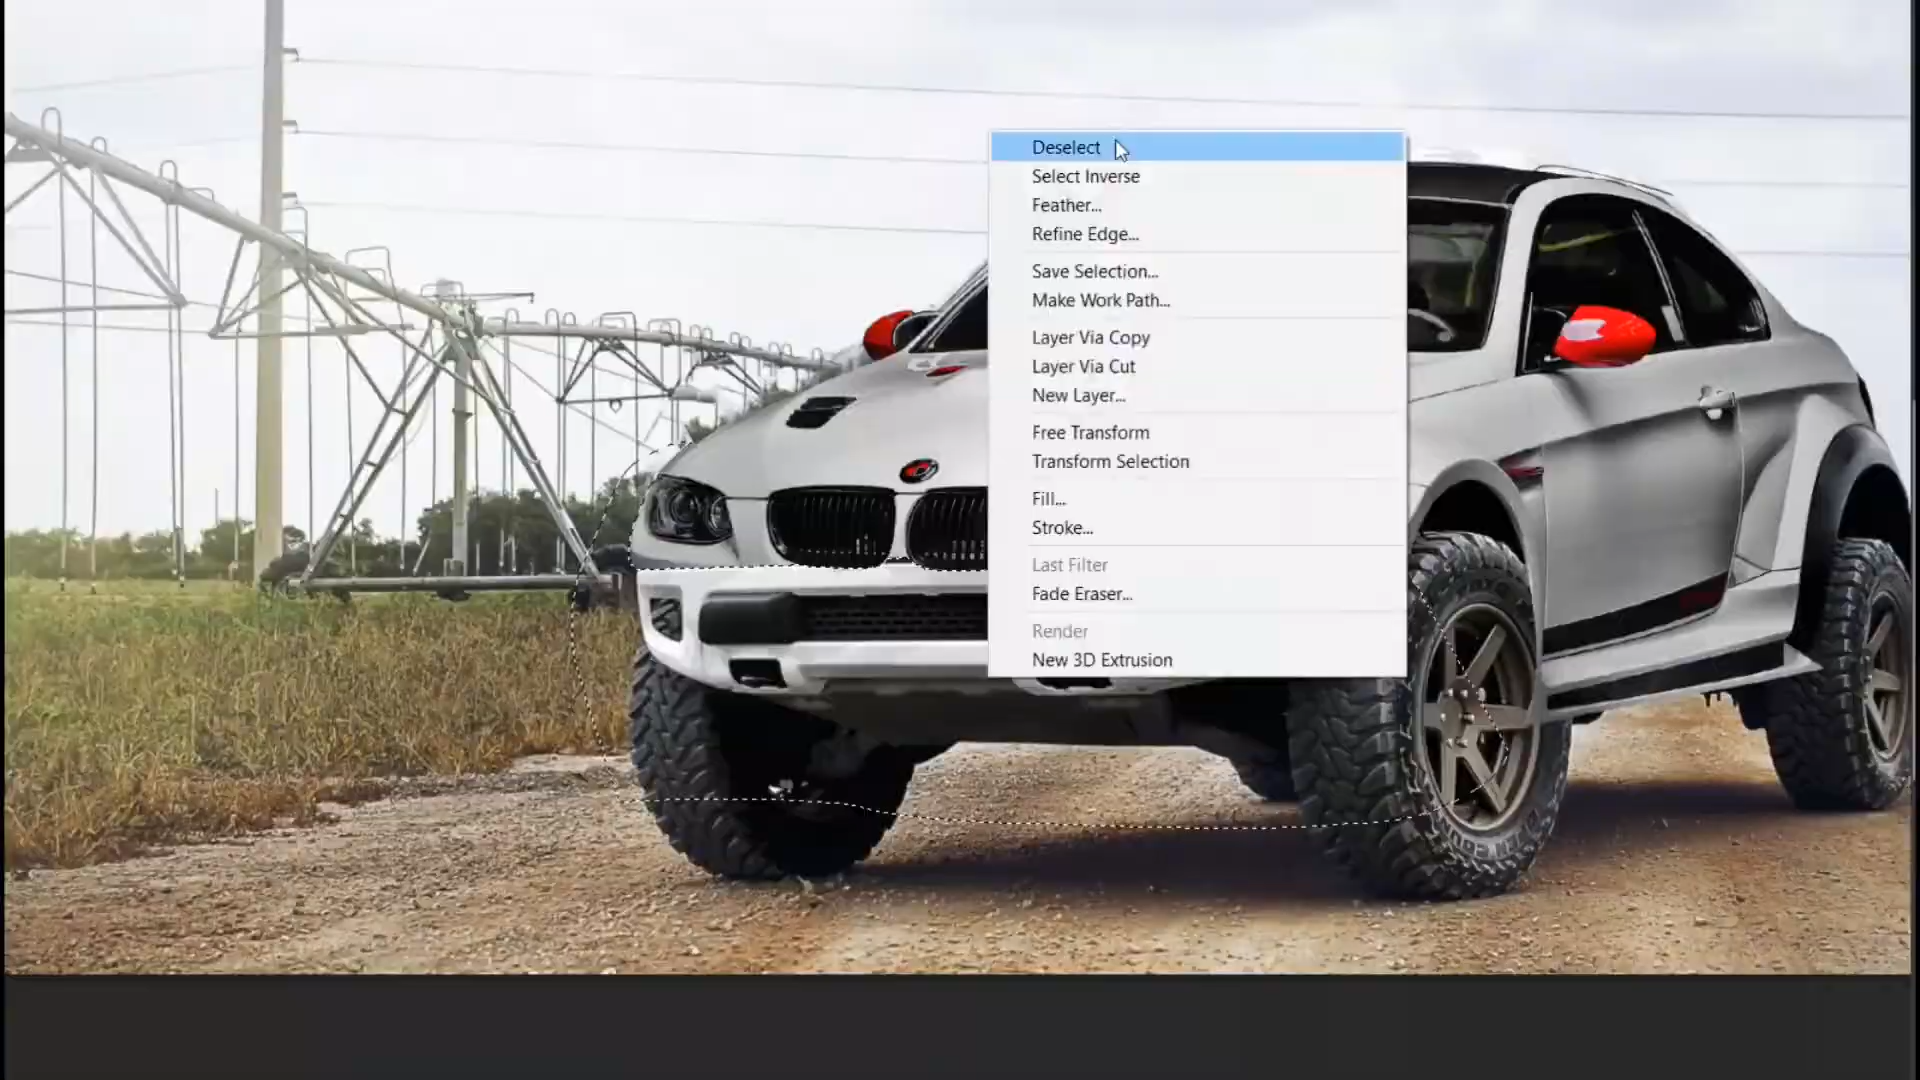 Deselect
Select Inverse
Feather...
Refine Edge...
Save Selection...
Make Work Path...
Layer Via Copy
Layer Via Cut
New Layer...
Free Transform
Transform Selection
Fill...
Stroke...
Last Filter
Fade Eraser...
Render
New 3D Extrusion